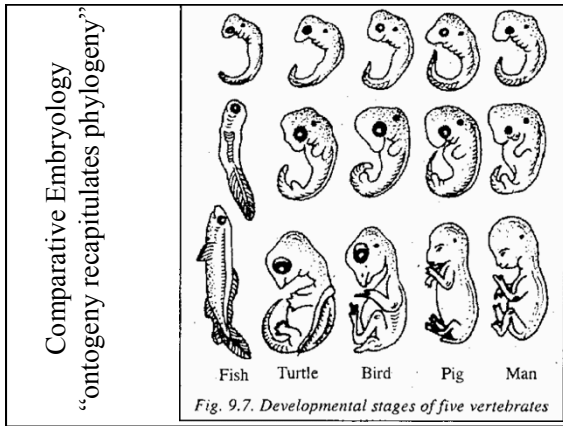 Comparative Embryology
“ontogeny recapitulates phylogeny”
Fish Turtle Bird Pig Man
Fig. 9.7. Developmental stages of five vertebrates